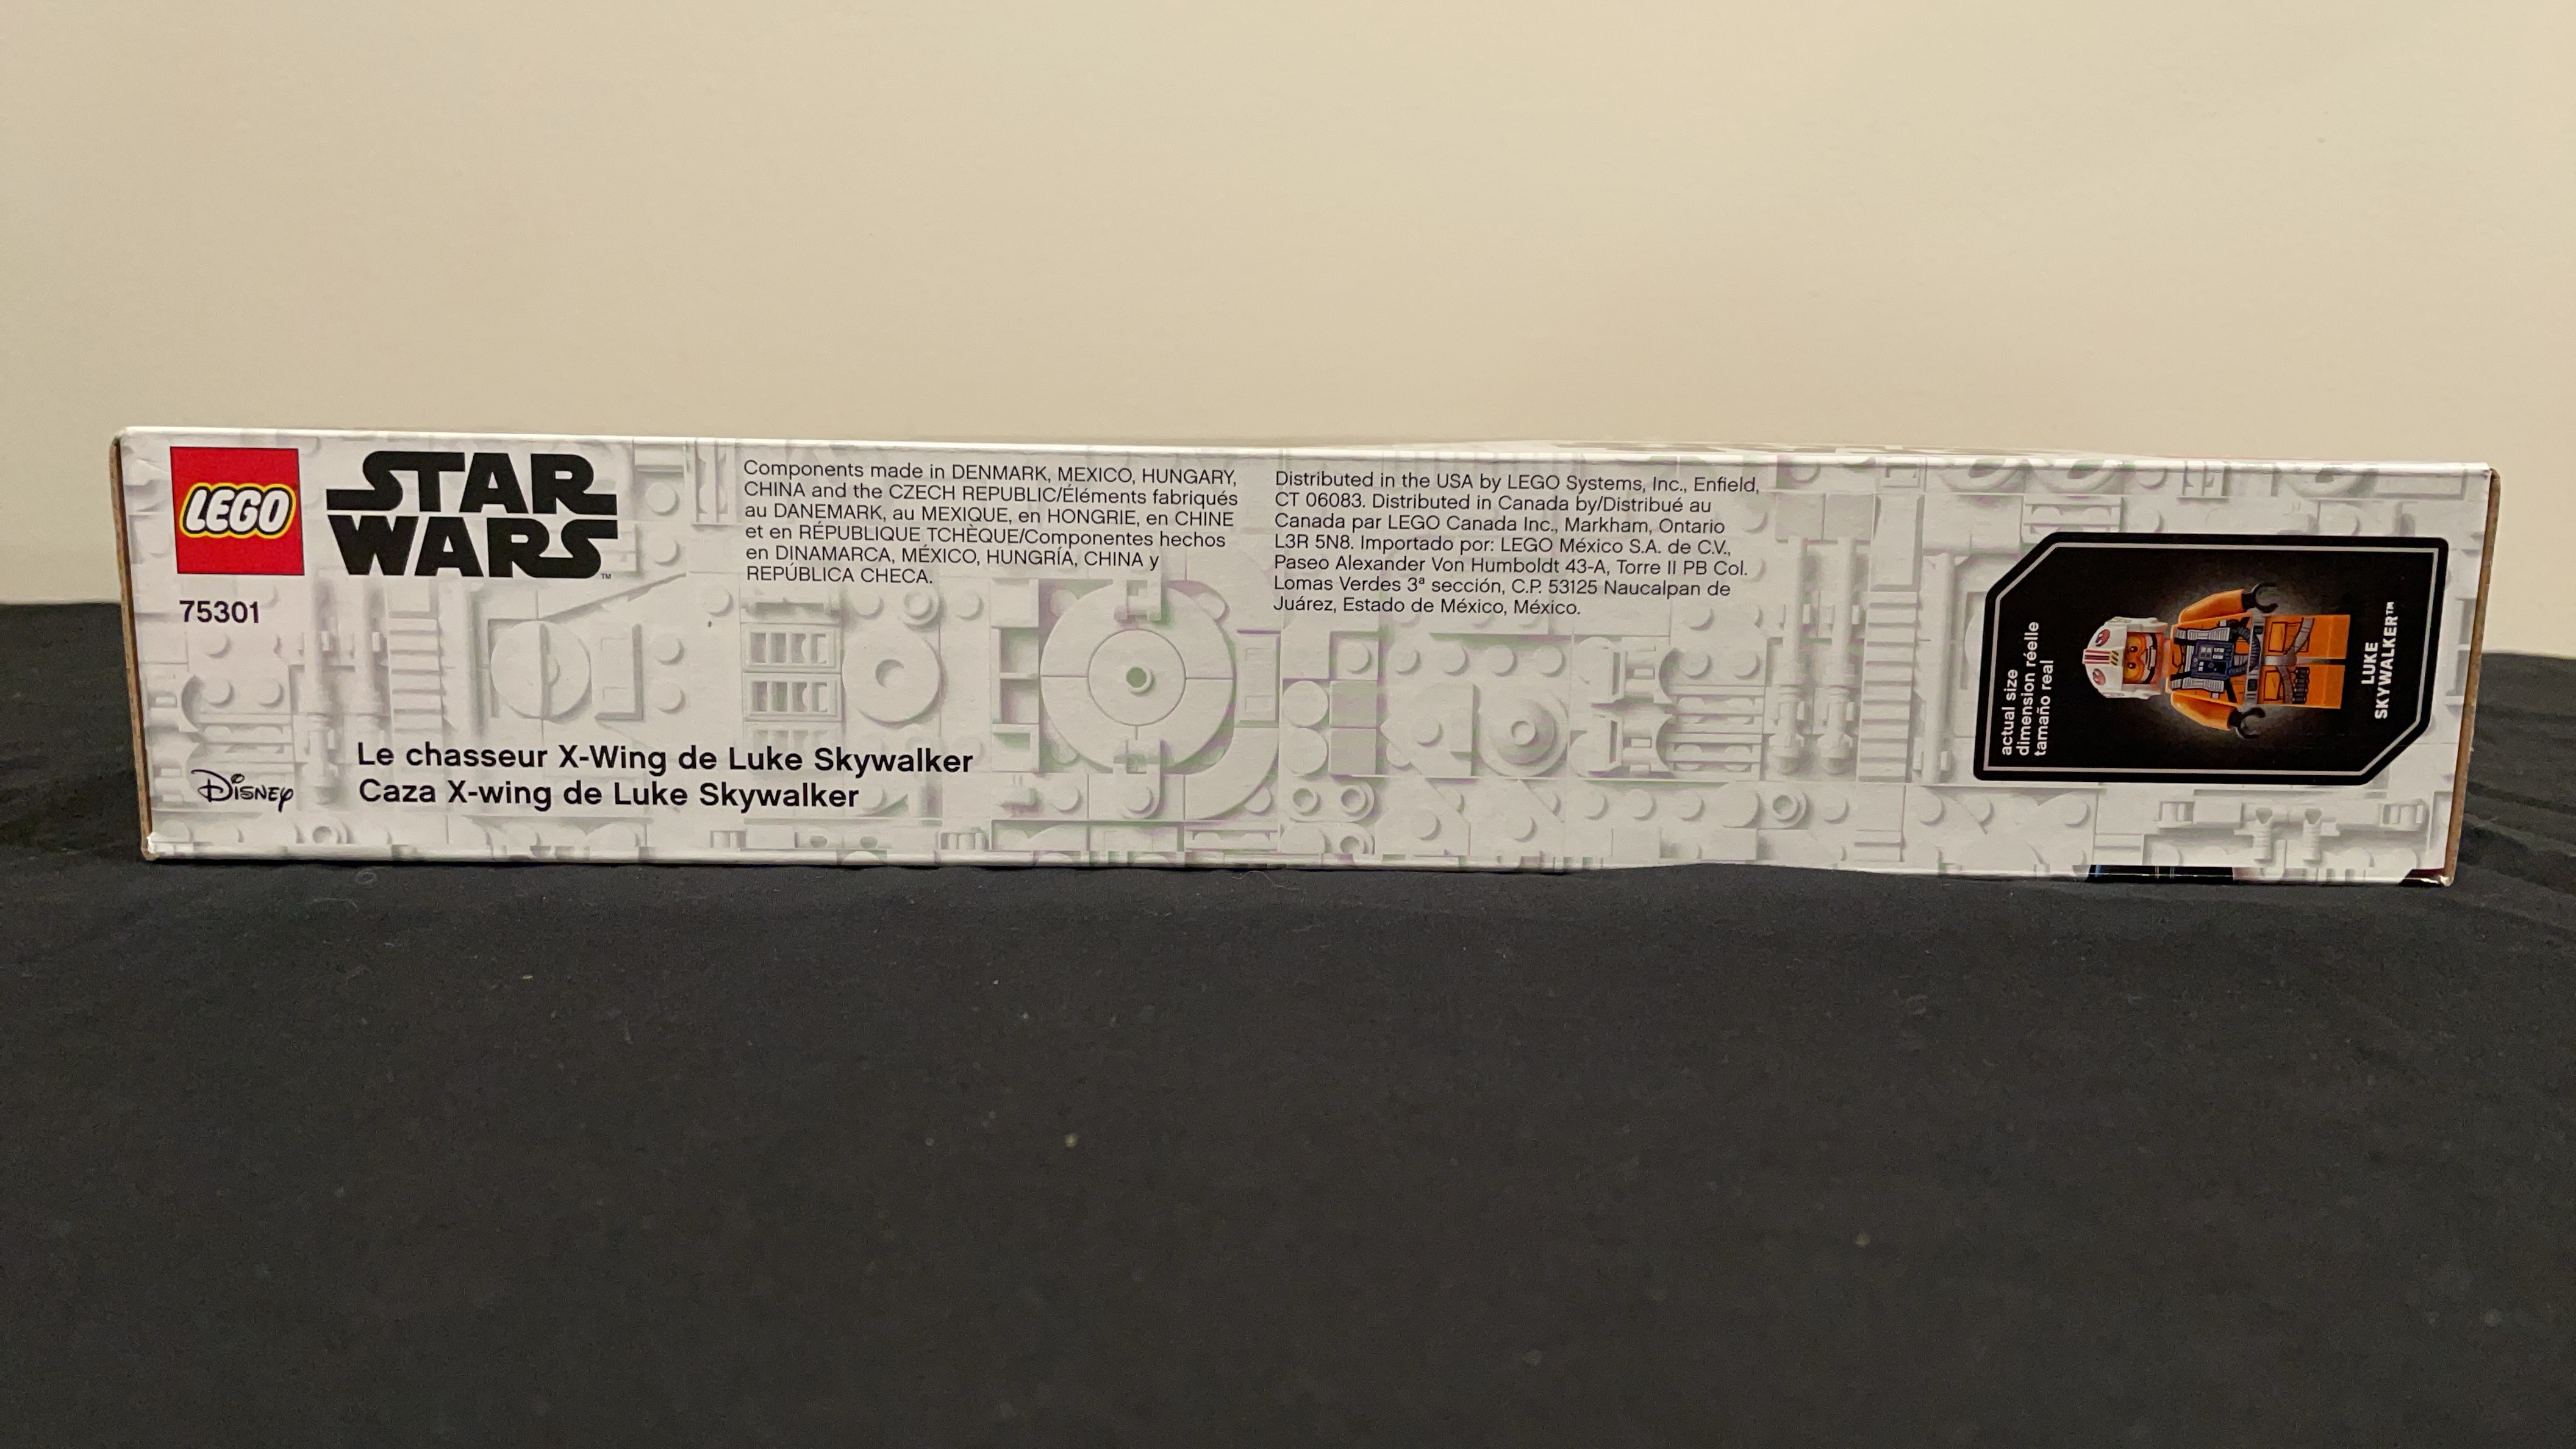 LEGO
STAR
WARS™
75301
Components made in DENMARK, MEXICO, HUNGARY,
CHINA and the CZECH REPUBLIC/Éléments fabriqués
au DANEMARK, au MEXIQUE, en HONGRIE, en CHINE
et en RÉPUBLIQUE TCHÈQUE/Componentes hechos
en DINAMARCA, MÉXICO, HUNGRÍA, CHINA y
REPÚBLICA CHECA.
Distributed in the USA by LEGO Systems, Inc., Enfield,
CT 06083. Distributed in Canada by/Distribué au
Canada par LEGO Canada Inc., Markham, Ontario
L3R 5N8. Importado por: LEGO México S.A. de C.V.,
Paseo Alexander Von Humboldt 43-A, Torre II PB Col.
Lomas Verdes 3ª sección, C.P. 53125 Naucalpan de
Juárez, Estado de México, México.
Disney
Le chasseur X-Wing de Luke Skywalker
Caza X-wing de Luke Skywalker
actual size
dimension réelle
tamaño real
LUKE
SKYWALKER™